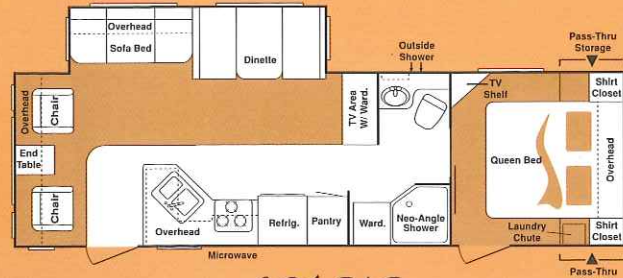 Overhead
Sofa Bed
Dinette
Outside
Shower
Pass-Thru
Storage
Overhead
Chair
End
Table
Chair
TV Area
W/ Ward.
TV
Shelf
Shirt
Closet
Queen Bed
Overhead
Overhead
Microwave
Refrig.
Pantry
Ward.
Neo-Angle
Shower
Laundry
Chute
Shirt
Closet
Pass-Thru